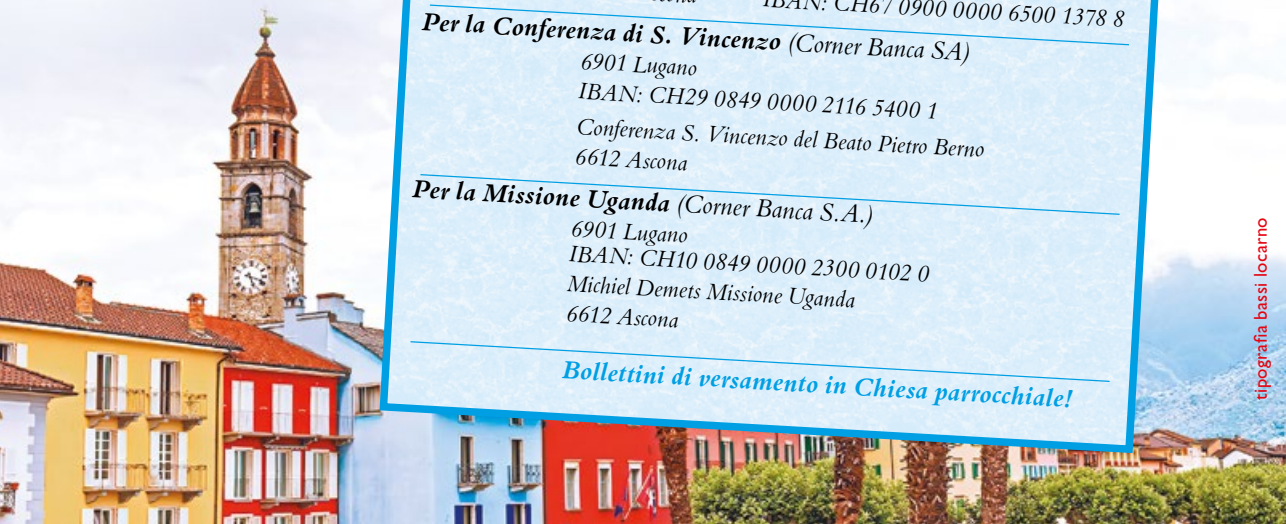 IBAN: CH67 0900 0000 6500 1378 8
Per la Conferenza di S. Vincenzo (Corner Banca SA)
6901 Lugano
IBAN: CH29 0849 0000 2116 5400 1
Conferenza S. Vincenzo del Beato Pietro Berno
6612 Ascona
Per la Missione Uganda (Corner Banca S.A.)
6901 Lugano
IBAN: CH10 0849 0000 2300 0102 0
Michiel Demets Missione Uganda
6612 Ascona
Bollettini di versamento in Chiesa parrocchiale!
tipografia bassi locarno